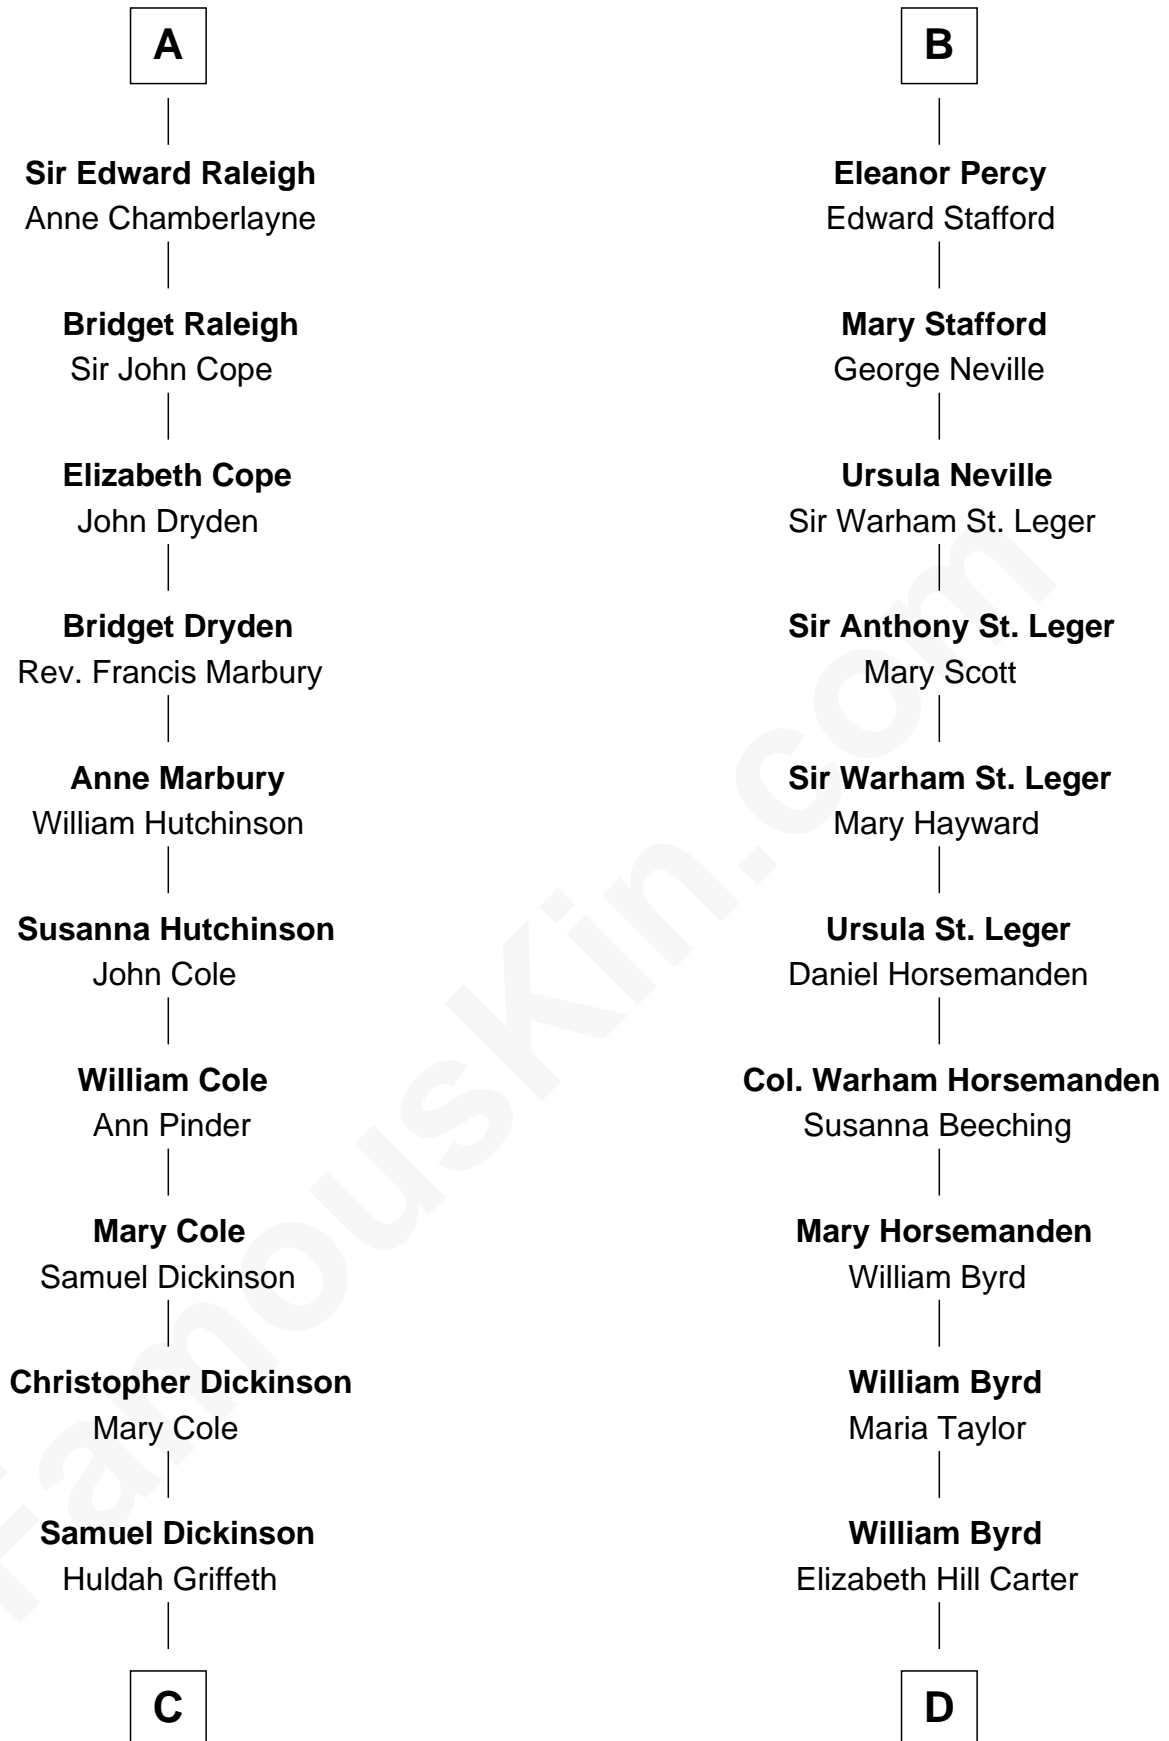 A
Sir Edward Raleigh
Anne Chamberlayne
Bridget Raleigh
Sir John Cope
Elizabeth Cope
John Dryden
Bridget Dryden
Rev. Francis Marbury
Anne Marbury
William Hutchinson
Susanna Hutchinson
John Cole
William Cole
Ann Pinder
Mary Cole
Samuel Dickinson
Christopher Dickinson
Mary Cole
Samuel Dickinson
Huldah Griffeth
C
B
Eleanor Percy
Edward Stafford
Mary Stafford
George Neville
Ursula Neville
Sir Warham St. Leger
Sir Anthony St. Leger
Mary Scott
Sir Warham St. Leger
Mary Hayward
Ursula St. Leger
Daniel Horsemanden
Col. Warham Horsemanden
Susanna Beeching
Mary Horsemanden
William Byrd
William Byrd
Maria Taylor
William Byrd
Elizabeth Hill Carter
D
FamousKin.com